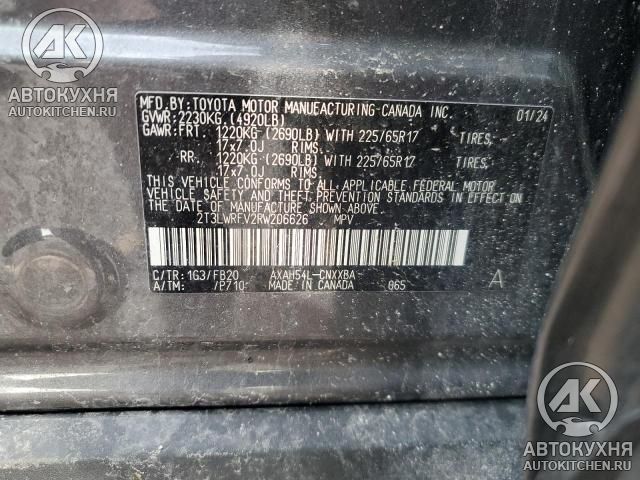 АК
АВТОКУХНЯ
AUTOKITCHEN.RU
MFD. BY:TOYOTA MOTOR MANUFACTURING-CANADA INC. 01/24
GVWR:2230KG (4920LB)
GAWR:FRT. 1220KG (2690LB) WITH 225/65R17 TIRES,
17x7.0J RIMS.
RR. 1220KG (2690LB) WITH 225/65R17 TIRES,
17x7.0J RIMS.
THIS VEHICLE CONFORMS TO ALL APPLICABLE FEDERAL MOTOR
VEHICLE SAFETY AND THEFT PREVENTION STANDARDS IN EFFECT
ON THE DATE OF MANUFACTURE SHOWN ABOVE.
2T3LWRFV2RW206626 MPV
C/TR: 1G3/FB20 AXAH54L-CNXXBA
A/TM: /P710 MADE IN CANADA 065 A
АК
АВТОКУХНЯ
AUTOKITCHEN.RU